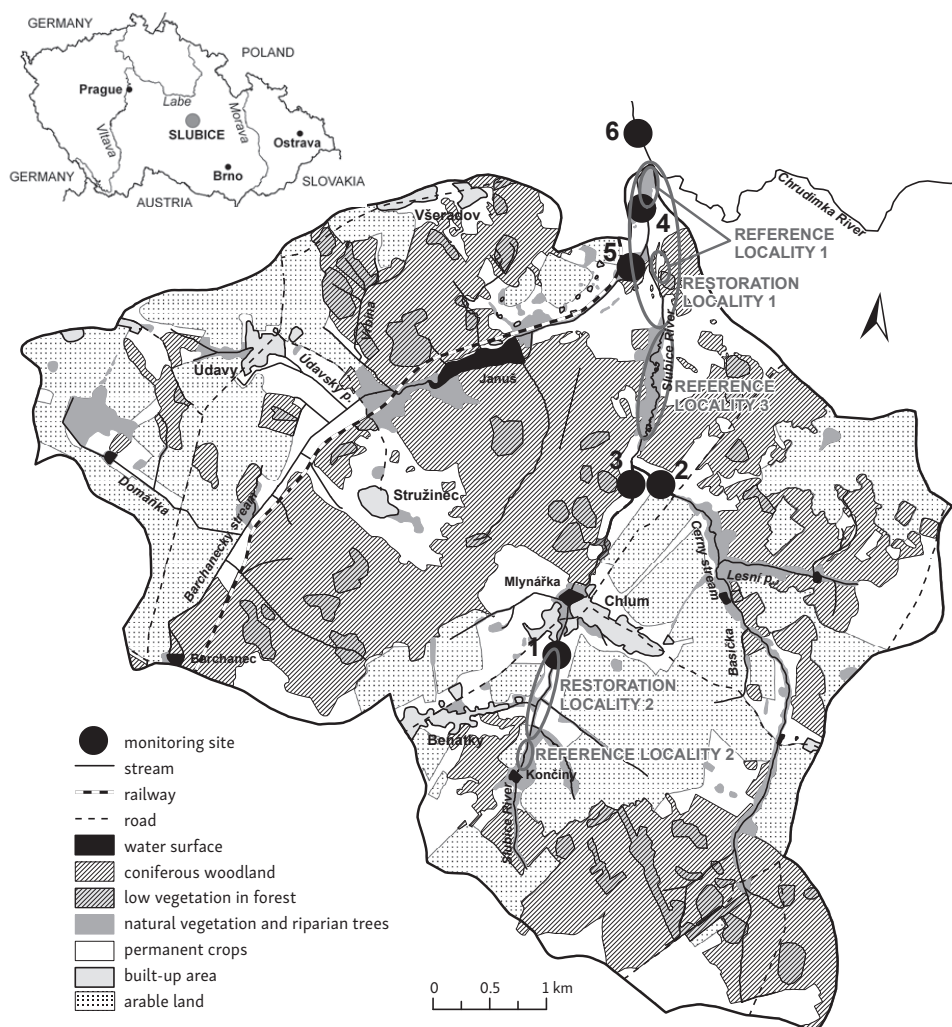 GERMANY
POLAND
Prague
Labe
Vltava
Morava
SLUBICE
Ostrava
Brno
GERMANY
SLOVAKIA
AUSTRIA
6
Chrudimka River
Všeradov
4
REFERENCE
LOCALITY 1
5
RESTORATION
LOCALITY 1
Vrbina
Slubice River
Údavy
Údavský p.
Januš
REFERENCE
LOCALITY 3
3
2
Stružinec
Domáňka
Barchanecký stream
Černý stream
Lesní p.
Mlynářka
Chlum
Basička
1
Barchanec
RESTORATION
LOCALITY 2
Behátky
REFERENCE LOCALITY 2
Končiny
Slubice River
monitoring site
stream
railway
road
water surface
coniferous woodland
low vegetation in forest
natural vegetation and riparian trees
permanent crops
built-up area
arable land
0 0.5 1 km